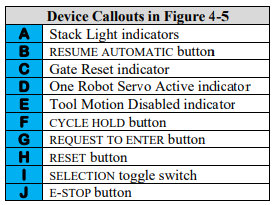 Device Callouts in Figure 4-5
A Stack Light indicators
B RESUME AUTOMATIC button
C Gate Reset indicator
D One Robot Servo Active indicator
E Tool Motion Disabled indicator
F CYCLE HOLD button
G REQUEST TO ENTER button
H RESET button
I SELECTION toggle switch
J E-STOP button